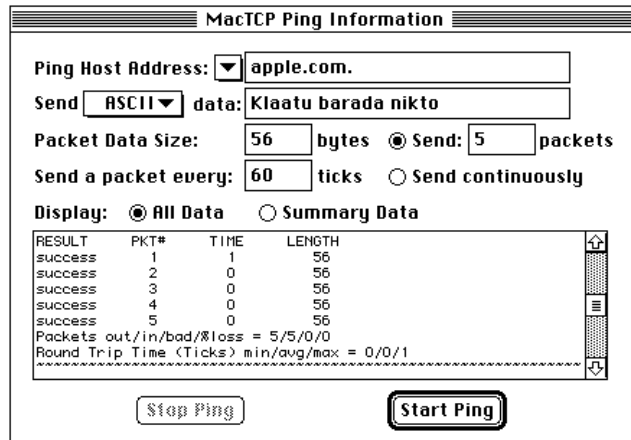 MacTCP Ping Information
Ping Host Address: apple.com.
Send ASCII data: Klaatu barada nikto
Packet Data Size: 56 bytes Send: 5 packets
Send a packet every: 60 ticks Send continuously
Display: All Data Summary Data
RESULT PKT# TIME LENGTH
success 1 1 56
success 2 0 56
success 3 0 56
success 4 0 56
success 5 0 56
Packets out/in/bad/%loss = 5/5/0/0
Round Trip Time (Ticks) min/avg/max = 0/0/1
~~~~~~~~~~~~~~~~~~~~~~~~~~~~~~~~~~~~~~~~~~~~~~~~~~~~~~~~~~~~~~~~~~~~~~~~~~~~~~~~
Stop Ping Start Ping